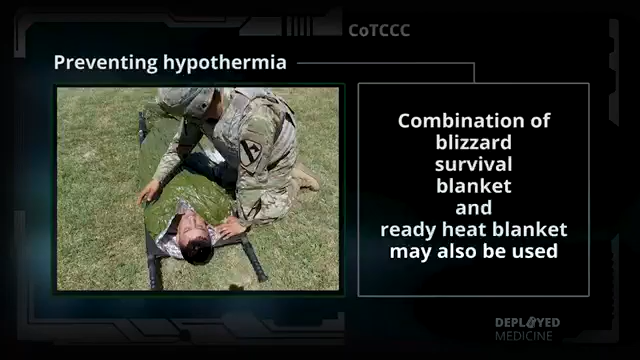 CoTCCC
Preventing hypothermia
Combination of
blizzard
survival
blanket
and
ready heat blanket
may also be used
DEPLOYED
MEDICINE